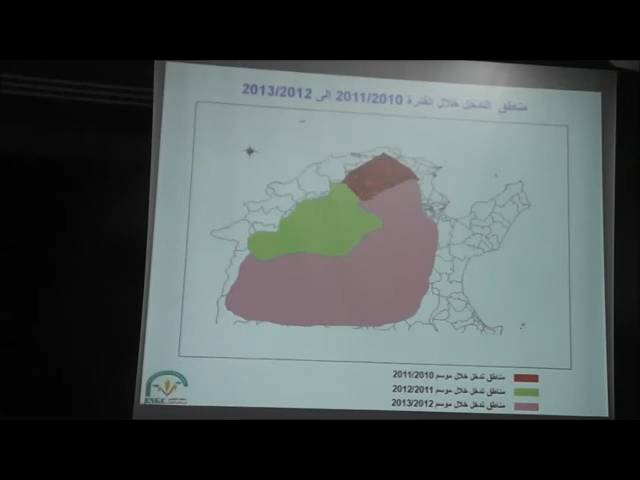 مناطق التدخل خلال الفترة 2011/2010 الى 2013/2012
مناطق تدخل خلال موسم 2011/2010
مناطق تدخل خلال موسم 2012/2011
مناطق تدخل خلال موسم 2013/2012